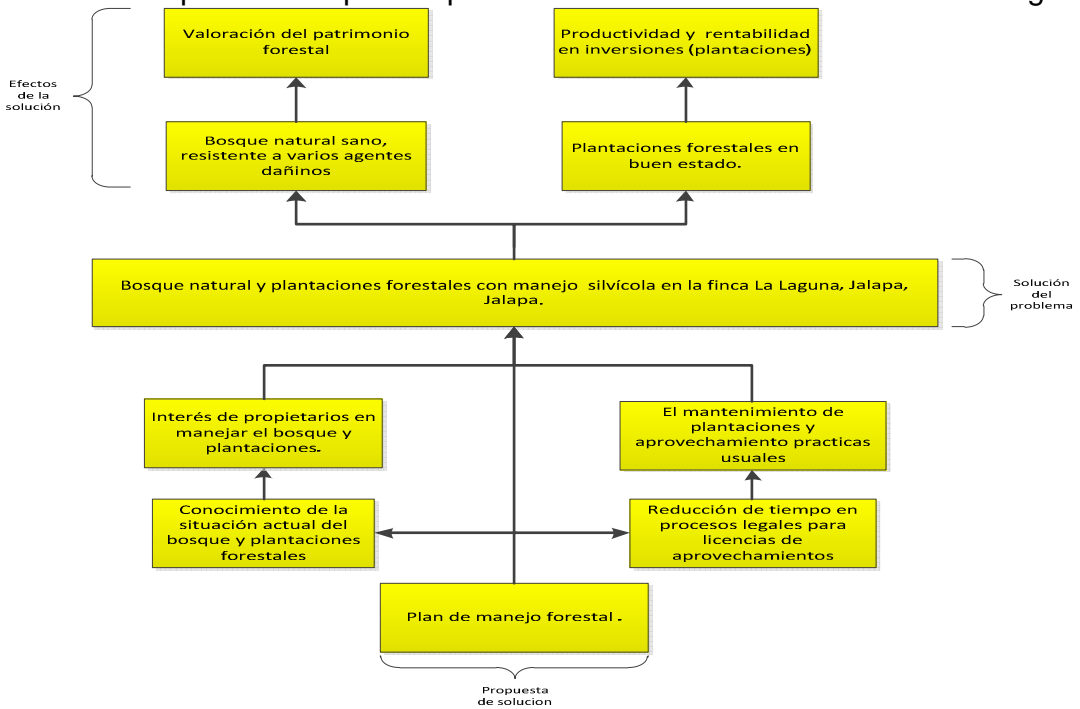 Valoración del patrimonio
forestal
Productividad y rentabilidad
en inversiones (plantaciones)
Efectos
de la
solución
Bosque natural sano,
resistente a varios agentes
dañinos
Plantaciones forestales en
buen estado.
Bosque natural y plantaciones forestales con manejo silvícola en la finca La Laguna, Jalapa,
Jalapa.
Solución
del
problema
Interés de propietarios en
manejar el bosque y
plantaciones.
El mantenimiento de
plantaciones y
aprovechamiento practicas
usuales
Conocimiento de la
situación actual del
bosque y plantaciones
forestales
Reducción de tiempo en
procesos legales para
licencias de
aprovechamientos
Plan de manejo forestal .
Propuesta
de solucion